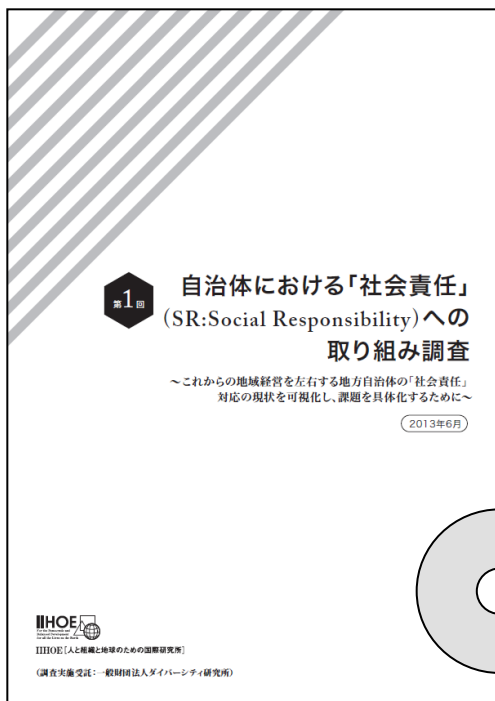 第1回
自治体における「社会責任」
(SR:Social Responsibility)への
取り組み調査
〜これからの地域経営を左右する地方自治体の「社会責任」
対応の現状を可視化し、課題を具体化するために〜
2013年6月
IIHOE
IIHOE[人と組織と地球のための国際研究所]
(調査実施受託:一般財団法人ダイバーシティ研究所)